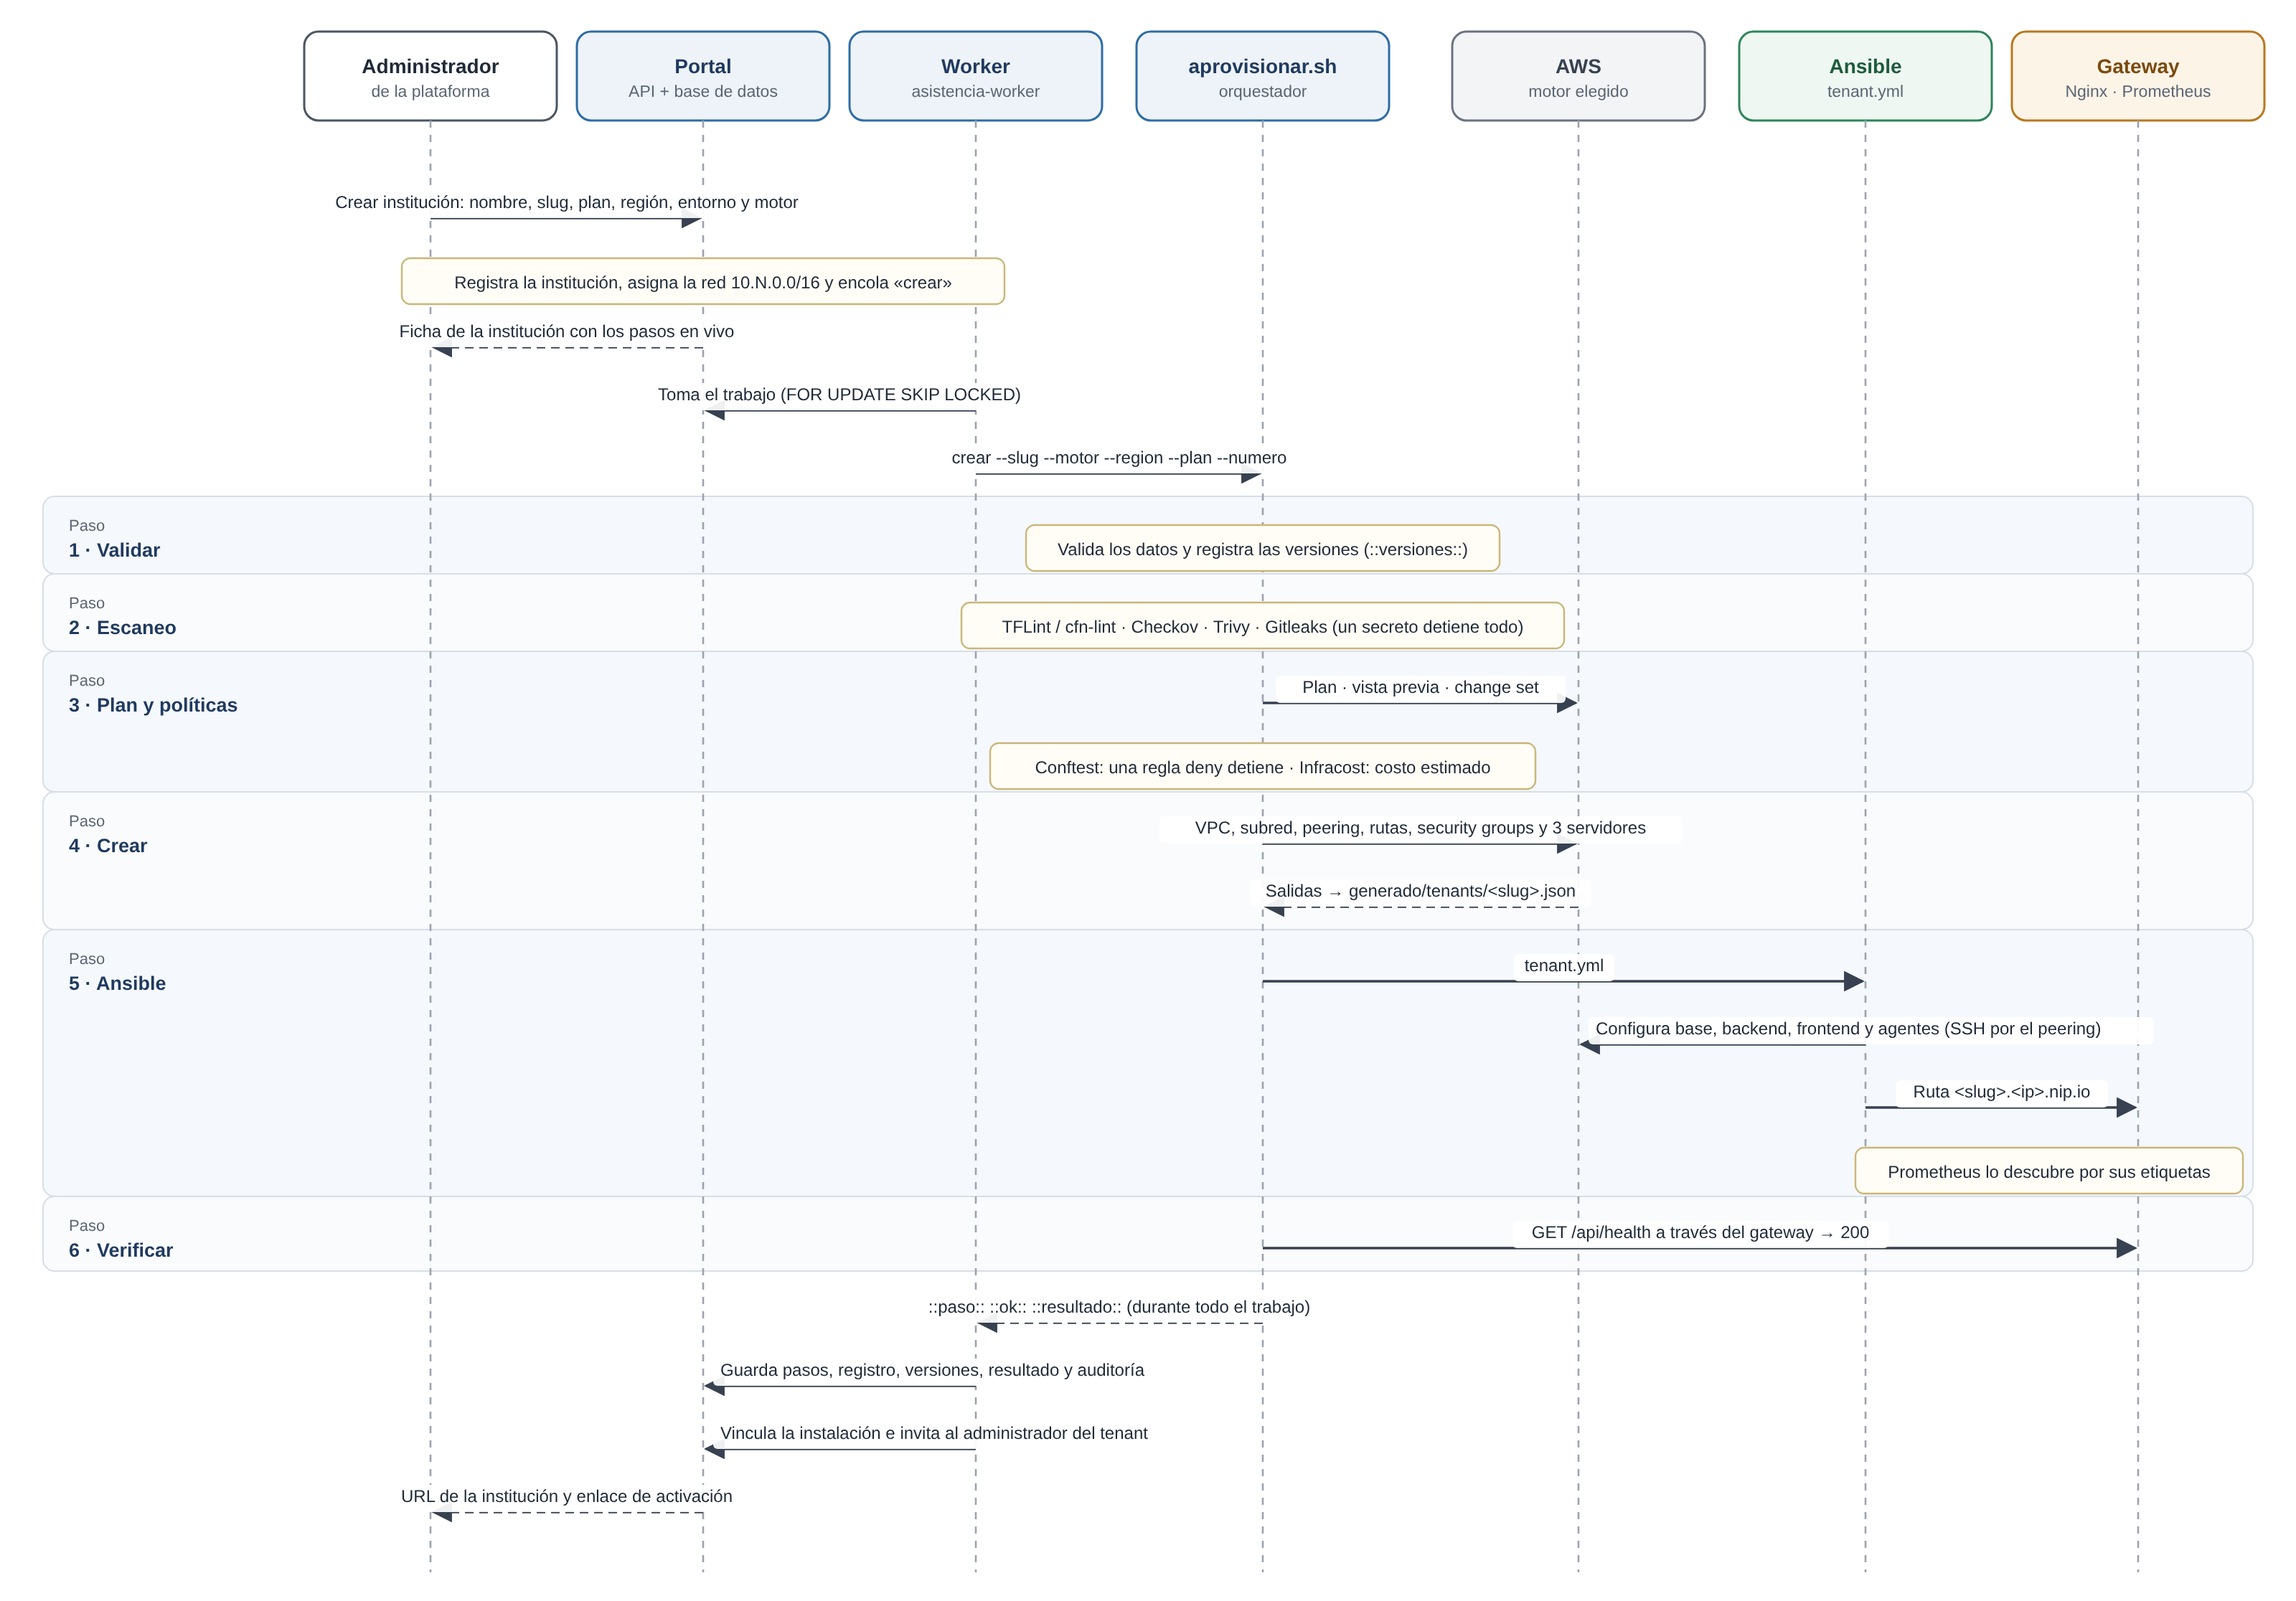 Administrador
de la plataforma
Portal
API + base de datos
Worker
asistencia-worker
aprovisionar.sh
orquestador
AWS
motor elegido
Ansible
tenant.yml
Gateway
Nginx · Prometheus
Crear institución: nombre, slug, plan, región, entorno y motor
Registra la institución, asigna la red 10.N.0.0/16 y encola «crear»
Ficha de la institución con los pasos en vivo
Toma el trabajo (FOR UPDATE SKIP LOCKED)
crear --slug --motor --region --plan --numero
Paso
1 · Validar
Valida los datos y registra las versiones (::versiones::)
Paso
2 · Escaneo
TFLint / cfn-lint · Checkov · Trivy · Gitleaks (un secreto detiene todo)
Paso
3 · Plan y políticas
Plan · vista previa · change set
Conftest: una regla deny detiene · Infracost: costo estimado
Paso
4 · Crear
VPC, subred, peering, rutas, security groups y 3 servidores
Salidas → generado/tenants/<slug>.json
Paso
5 · Ansible
tenant.yml
Configura base, backend, frontend y agentes (SSH por el peering)
Ruta <slug>.<ip>.nip.io
Prometheus lo descubre por sus etiquetas
Paso
6 · Verificar
GET /api/health a través del gateway → 200
::paso:: ::ok:: ::resultado:: (durante todo el trabajo)
Guarda pasos, registro, versiones, resultado y auditoría
Vincula la instalación e invita al administrador del tenant
URL de la institución y enlace de activación